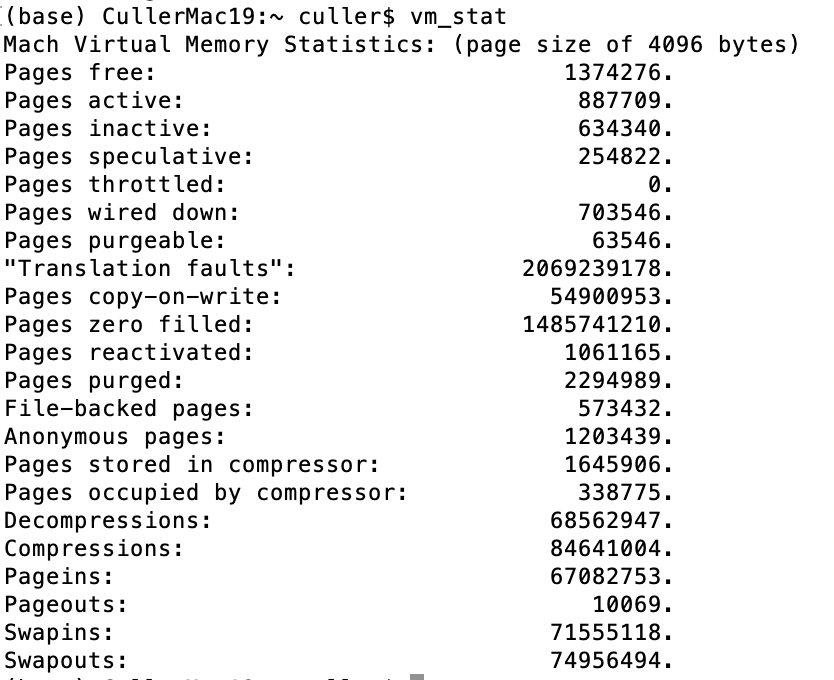 (base) CullerMac19:~ culler$ vm_stat
Mach Virtual Memory Statistics: (page size of 4096 bytes)
Pages free: 1374276.
Pages active: 887709.
Pages inactive: 634340.
Pages speculative: 254822.
Pages throttled: 0.
Pages wired down: 703546.
Pages purgeable: 63546.
"Translation faults": 2069239178.
Pages copy-on-write: 54900953.
Pages zero filled: 1485741210.
Pages reactivated: 1061165.
Pages purged: 2294989.
File-backed pages: 573432.
Anonymous pages: 1203439.
Pages stored in compressor: 1645906.
Pages occupied by compressor: 338775.
Decompressions: 68562947.
Compressions: 84641004.
Pageins: 67082753.
Pageouts: 10069.
Swapins: 71555118.
Swapouts: 74956494.